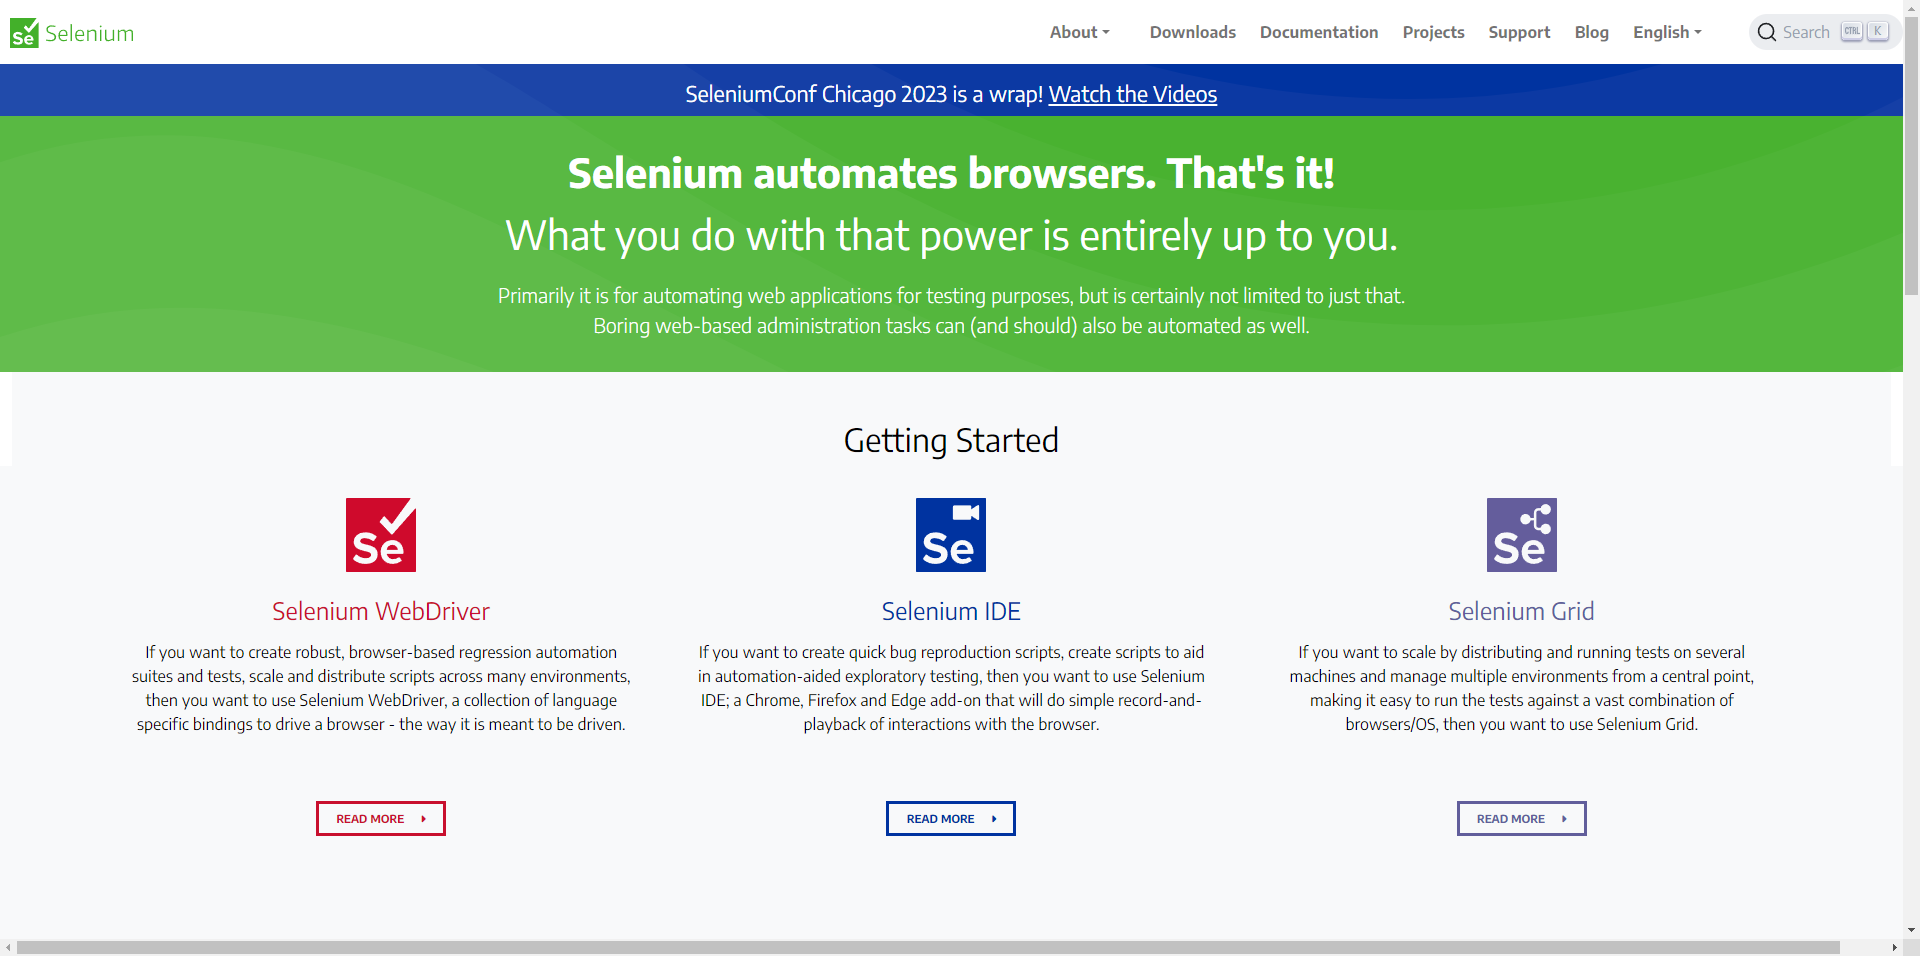 Se Selenium
About Downloads Documentation Projects Support Blog English Search CTRL K
SeleniumConf Chicago 2023 is a wrap! Watch the Videos
Selenium automates browsers. That's it!
What you do with that power is entirely up to you.
Primarily it is for automating web applications for testing purposes, but is certainly not limited to just that.
Boring web-based administration tasks can (and should) also be automated as well.
Getting Started
Se
Selenium WebDriver
If you want to create robust, browser-based regression automation
suites and tests, scale and distribute scripts across many environments,
then you want to use Selenium WebDriver, a collection of language
specific bindings to drive a browser - the way it is meant to be driven.
READ MORE
Se
Selenium IDE
If you want to create quick bug reproduction scripts, create scripts to aid
in automation-aided exploratory testing, then you want to use Selenium
IDE; a Chrome, Firefox and Edge add-on that will do simple record-and-
playback of interactions with the browser.
READ MORE
Se
Selenium Grid
If you want to scale by distributing and running tests on several
machines and manage multiple environments from a central point,
making it easy to run the tests against a vast combination of
browsers/OS, then you want to use Selenium Grid.
READ MORE